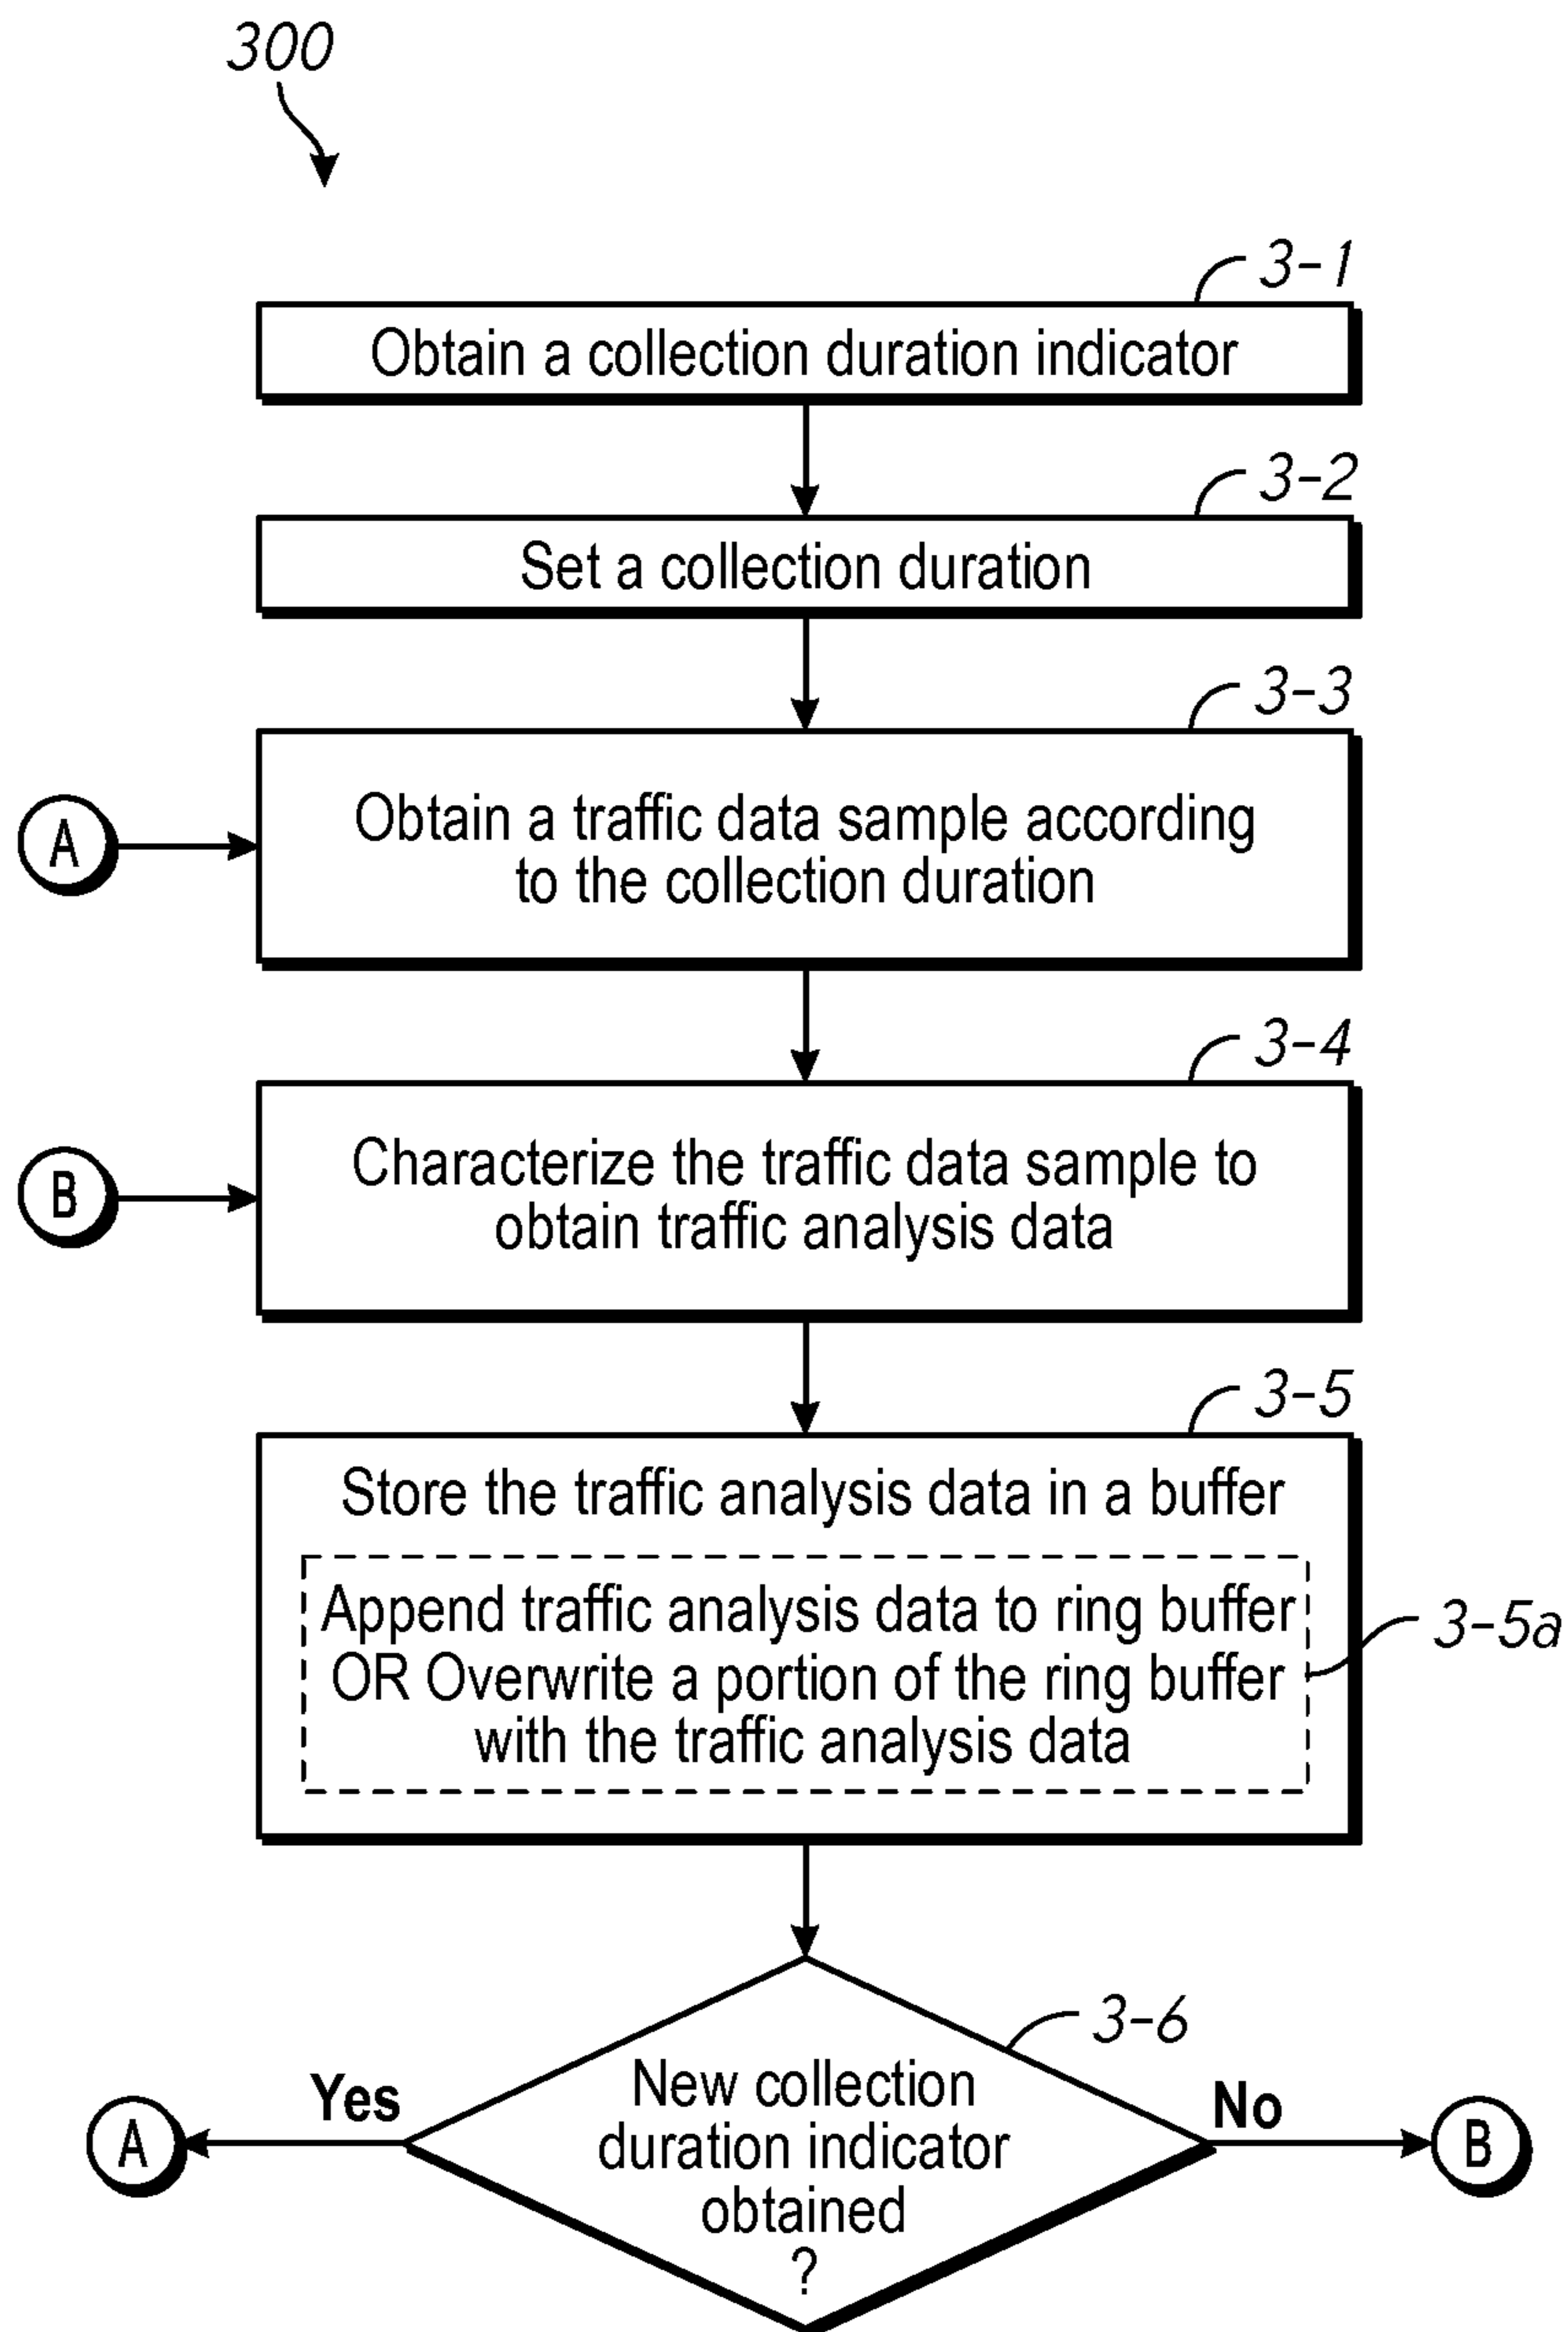 300
3-1
Obtain a collection duration indicator
3-2
Set a collection duration
3-3
Obtain a traffic data sample according
to the collection duration
A
3-4
Characterize the traffic data sample to
obtain traffic analysis data
B
3-5
Store the traffic analysis data in a buffer
Append traffic analysis data to ring buffer
OR Overwrite a portion of the ring buffer
with the traffic analysis data
3-5a
3-6
New collection
duration indicator
obtained
?
Yes
A
No
B